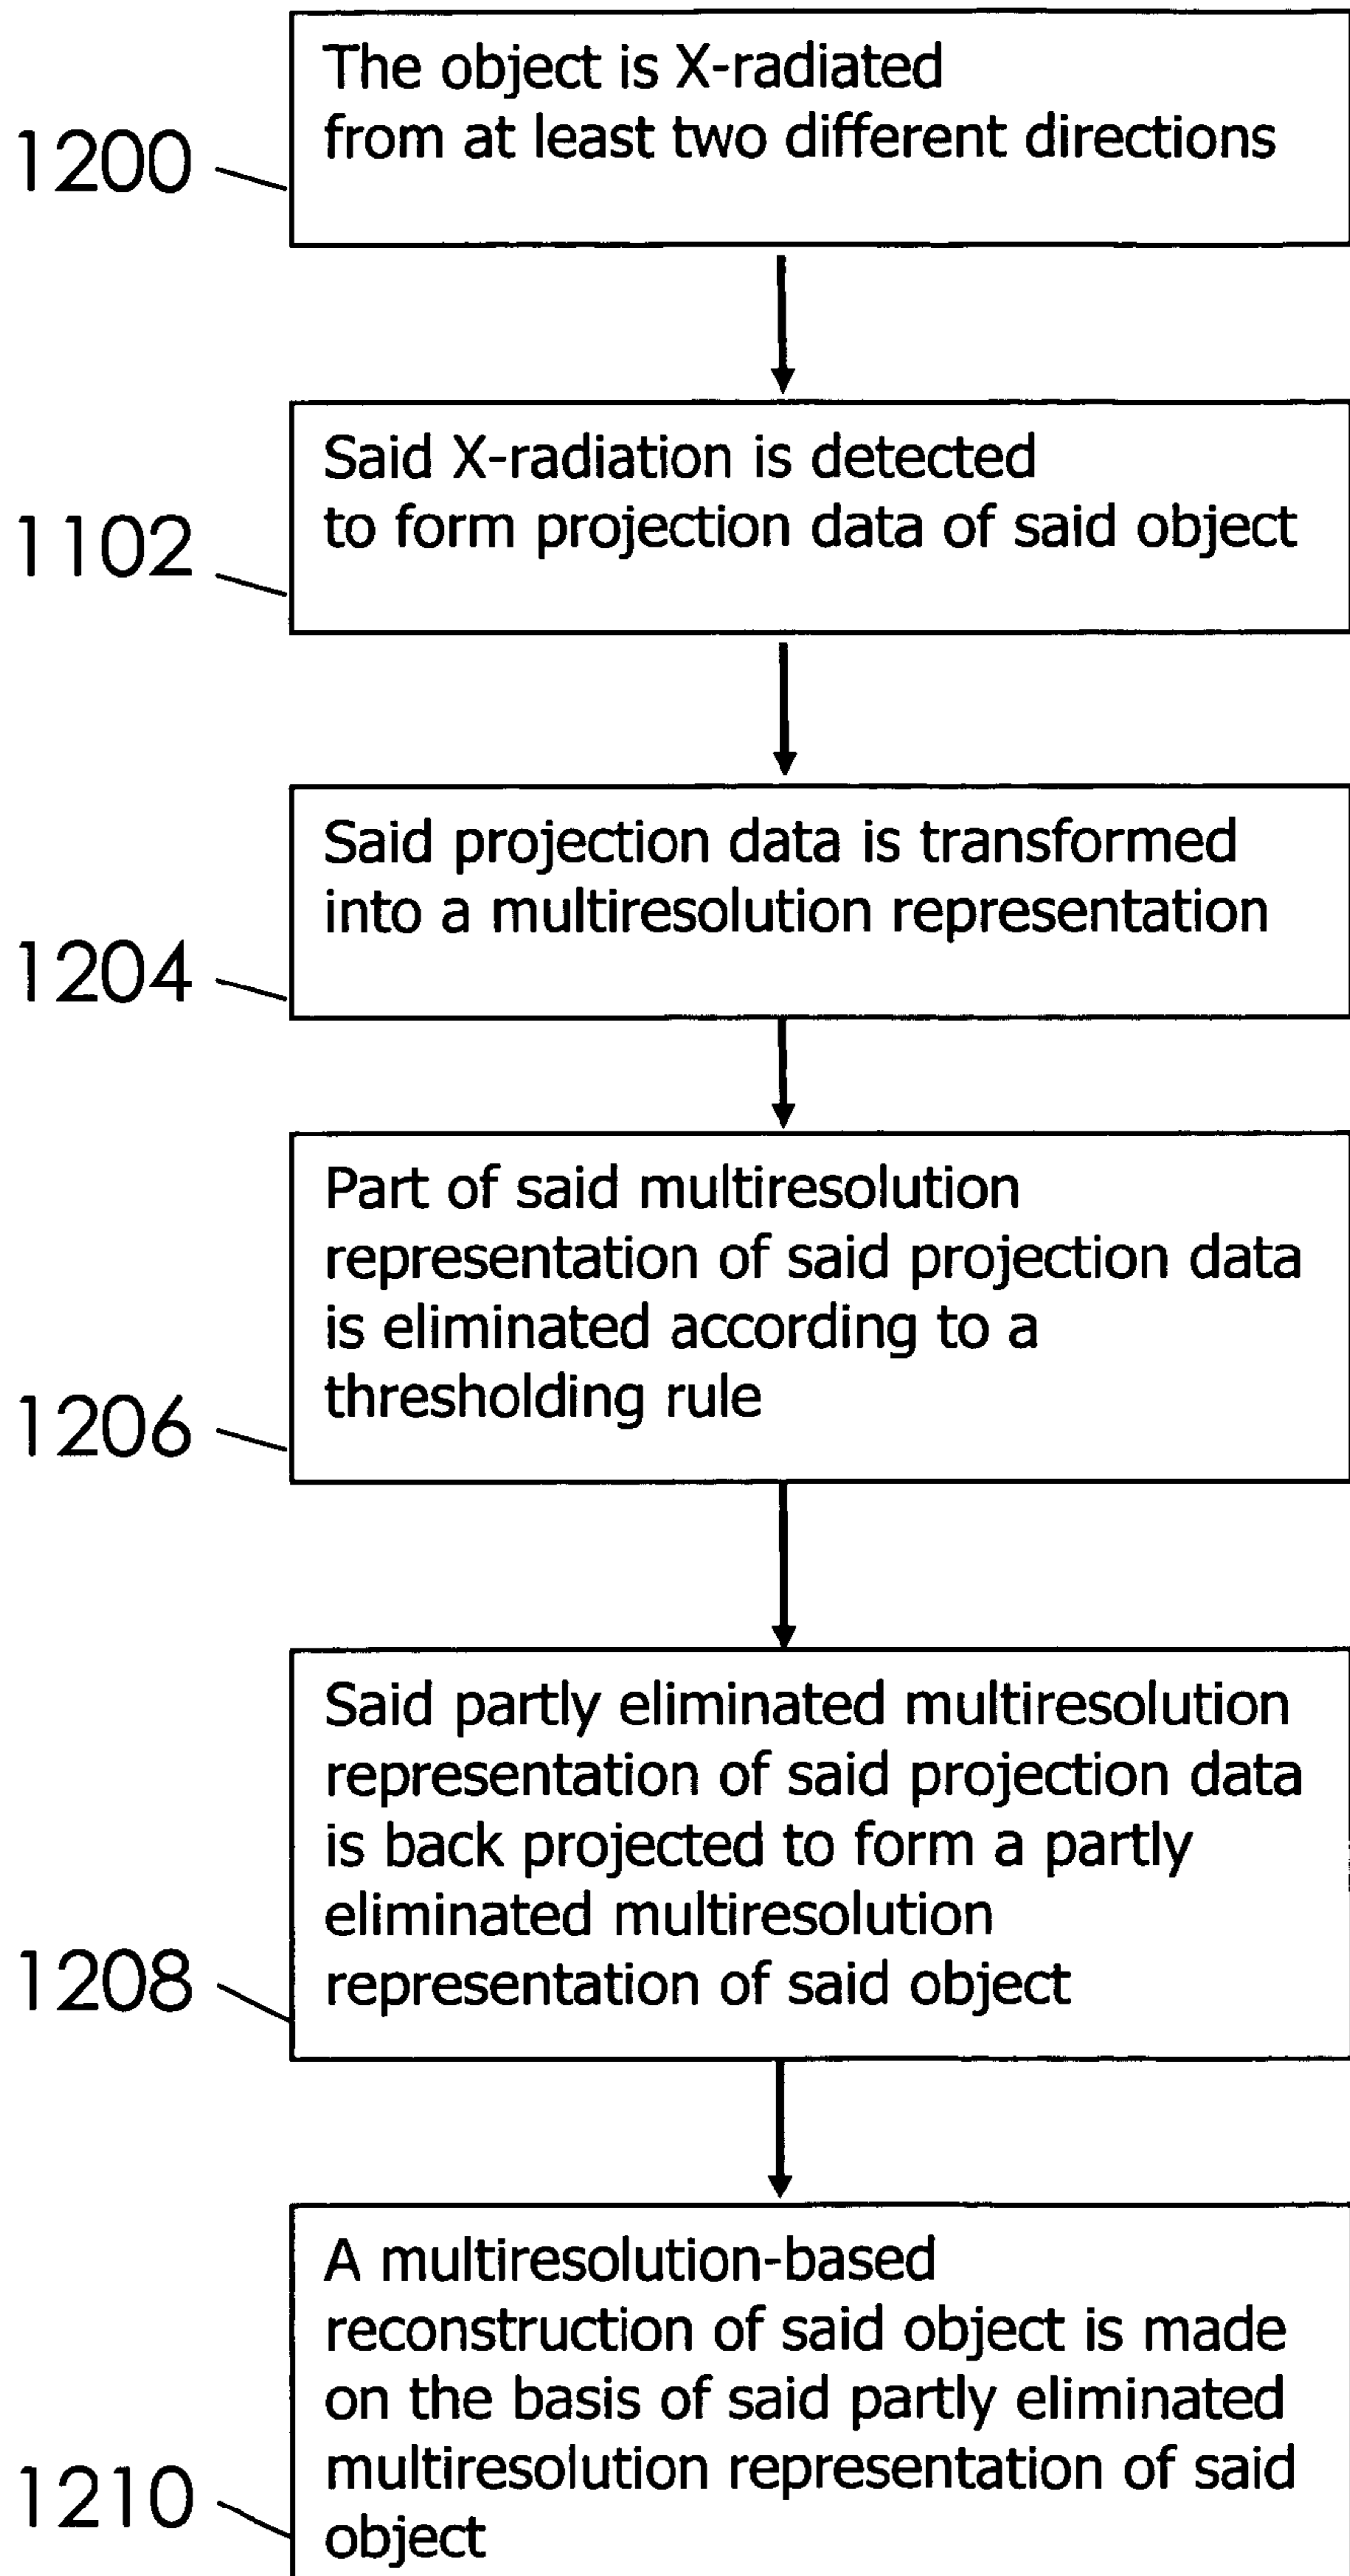 The object is X-radiated
from at least two different directions
1200
Said X-radiation is detected
to form projection data of said object
1102
Said projection data is transformed
into a multiresolution representation
1204
Part of said multiresolution
representation of said projection data
is eliminated according to a
thresholding rule
1206
Said partly eliminated multiresolution
representation of said projection data
is back projected to form a partly
eliminated multiresolution
representation of said object
1208
A multiresolution-based
reconstruction of said object is made
on the basis of said partly eliminated
multiresolution representation of said
object
1210